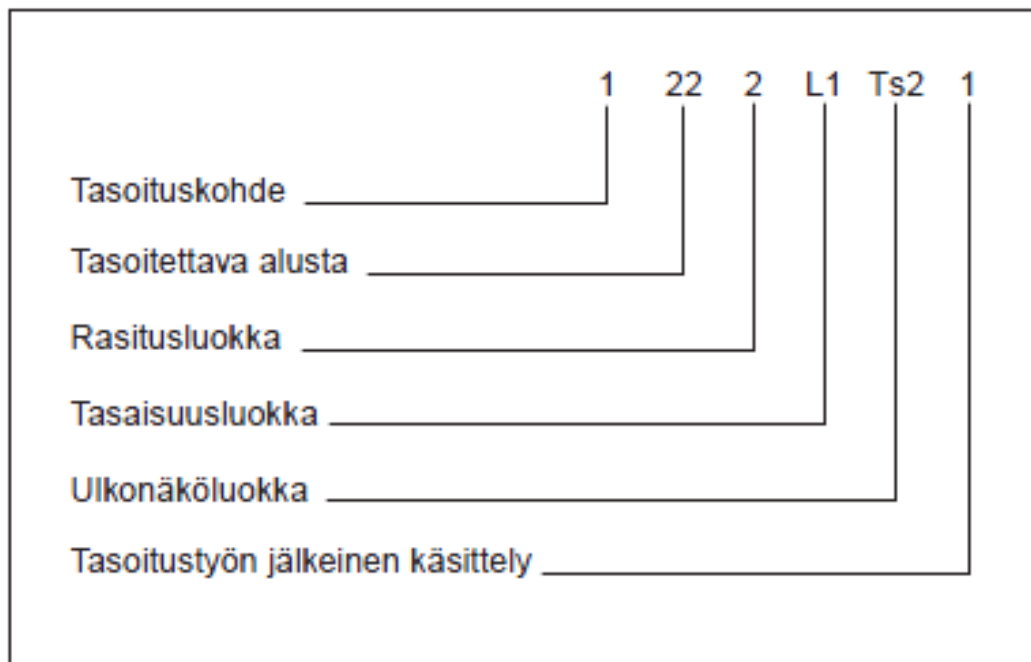 1 22 2 L1 Ts2 1
Tasoituskohde
Tasoitettava alusta
Rasitusluokka
Tasaisuusluokka
Ulkonäköluokka
Tasoitustyön jälkeinen käsittely